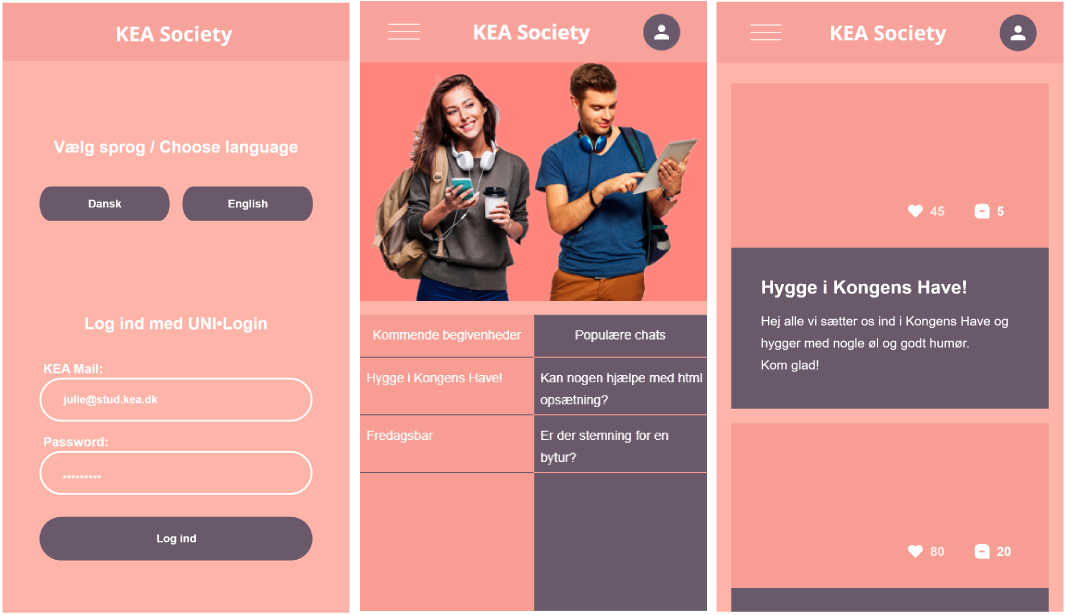 KEA Society
Vælg sprog / Choose language
Dansk
English
Log ind med UNI•Login
KEA Mail:
julie@stud.kea.dk
Password:
*********
Log ind
KEA Society
Kommende begivenheder
Populære chats
Hygge i Kongens Have!
Kan nogen hjælpe med html
opsætning?
Fredagsbar
Er der stemning for en
bytur?
KEA Society
45
5
Hygge i Kongens Have!
Hej alle vi sætter os ind i Kongens Have og
hygger med nogle øl og godt humør.
Kom glad!
80
20